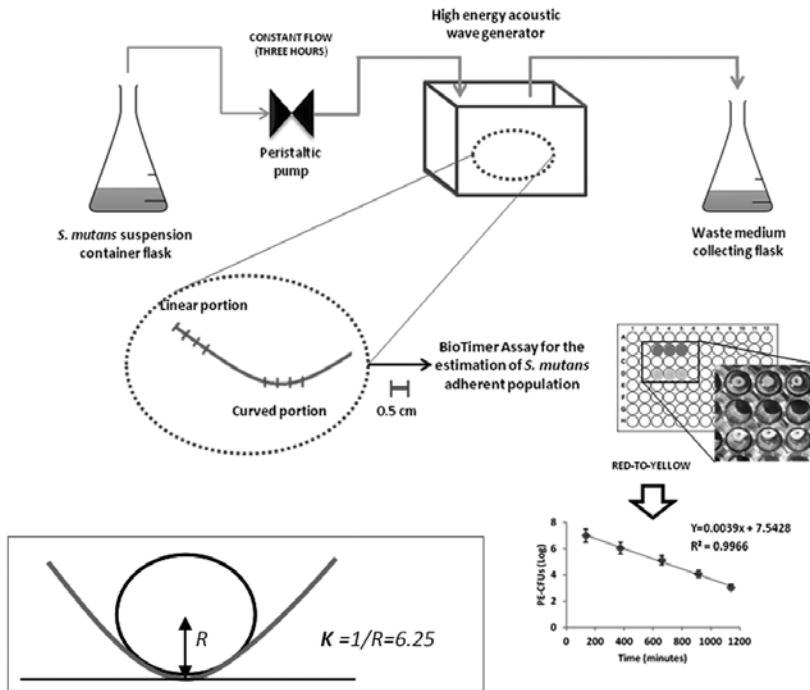 High energy acoustic
wave generator
CONSTANT FLOW
(THREE HOURS)
Peristaltic
pump
S. mutans suspension
container flask
Waste medium
collecting flask
Linear portion
Curved portion
BioTimer Assay for the
estimation of S. mutans
adherent population
0.5 cm
1 2 3 4 5 6 7 8 9 10 11 12
A
B
C
D
E
F
G
H
RED-TO-YELLOW
Y=0.0039x + 7.5428
R² = 0.9966
PE-CFUs (Log)
8
6
4
2
0
0 200 400 600 800 1000 1200
Time (minutes)
R
K =1/R=6.25